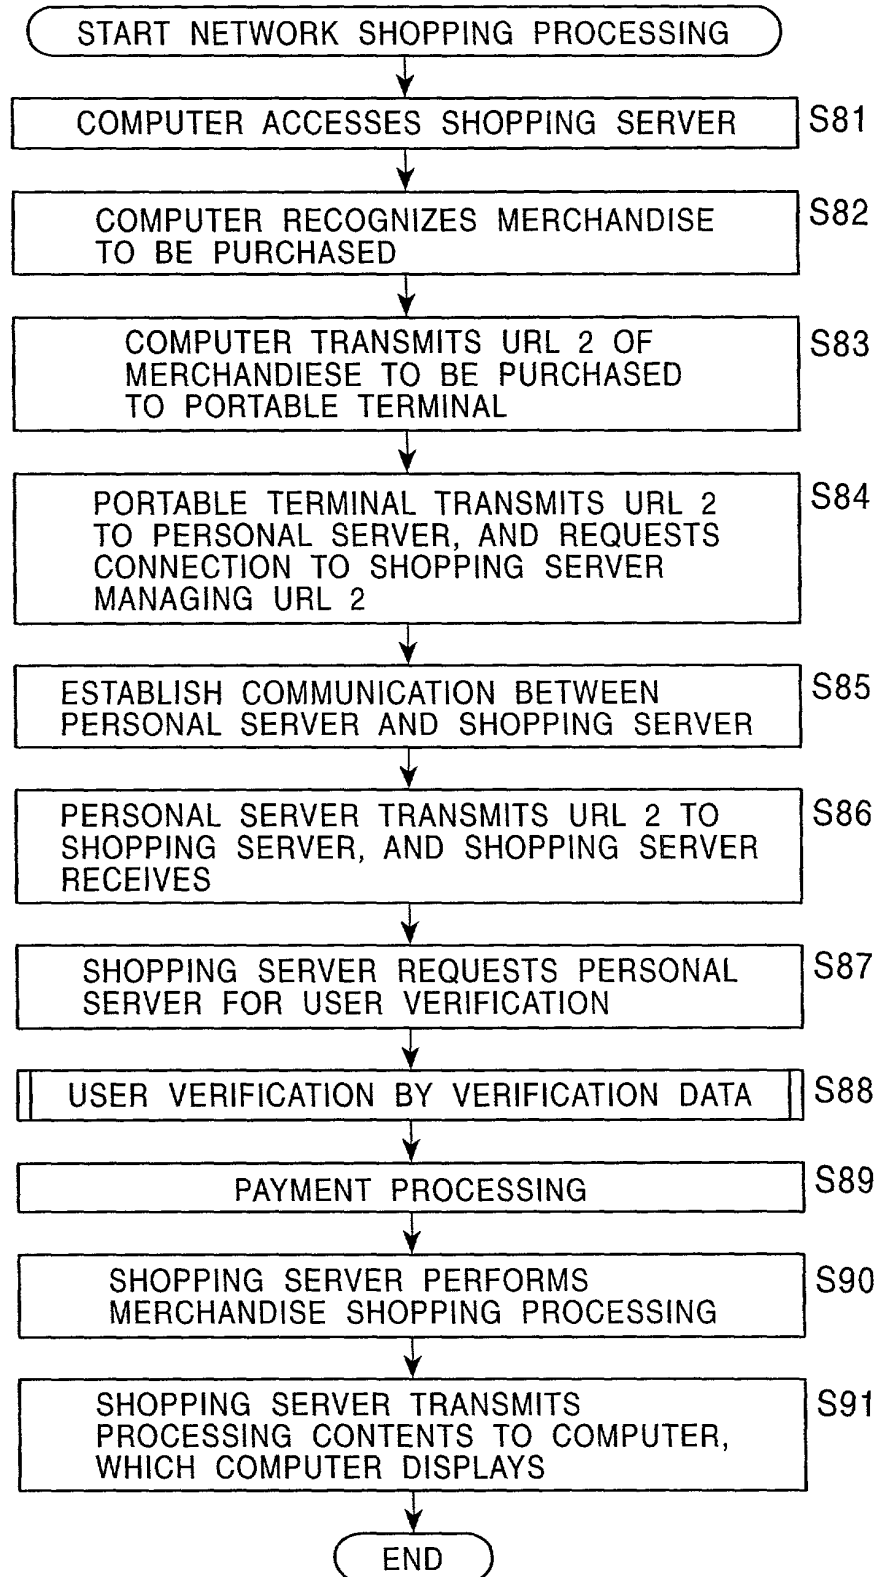 START NETWORK SHOPPING PROCESSING
COMPUTER ACCESSES SHOPPING SERVER S81
COMPUTER RECOGNIZES MERCHANDISE S82
TO BE PURCHASED
COMPUTER TRANSMITS URL 2 OF S83
MERCHANDIESE TO BE PURCHASED
TO PORTABLE TERMINAL
PORTABLE TERMINAL TRANSMITS URL 2 S84
TO PERSONAL SERVER, AND REQUESTS
CONNECTION TO SHOPPING SERVER
MANAGING URL 2
ESTABLISH COMMUNICATION BETWEEN S85
PERSONAL SERVER AND SHOPPING SERVER
PERSONAL SERVER TRANSMITS URL 2 TO S86
SHOPPING SERVER, AND SHOPPING SERVER
RECEIVES
SHOPPING SERVER REQUESTS PERSONAL S87
SERVER FOR USER VERIFICATION
USER VERIFICATION BY VERIFICATION DATA S88
PAYMENT PROCESSING S89
SHOPPING SERVER PERFORMS S90
MERCHANDISE SHOPPING PROCESSING
SHOPPING SERVER TRANSMITS S91
PROCESSING CONTENTS TO COMPUTER,
WHICH COMPUTER DISPLAYS
END